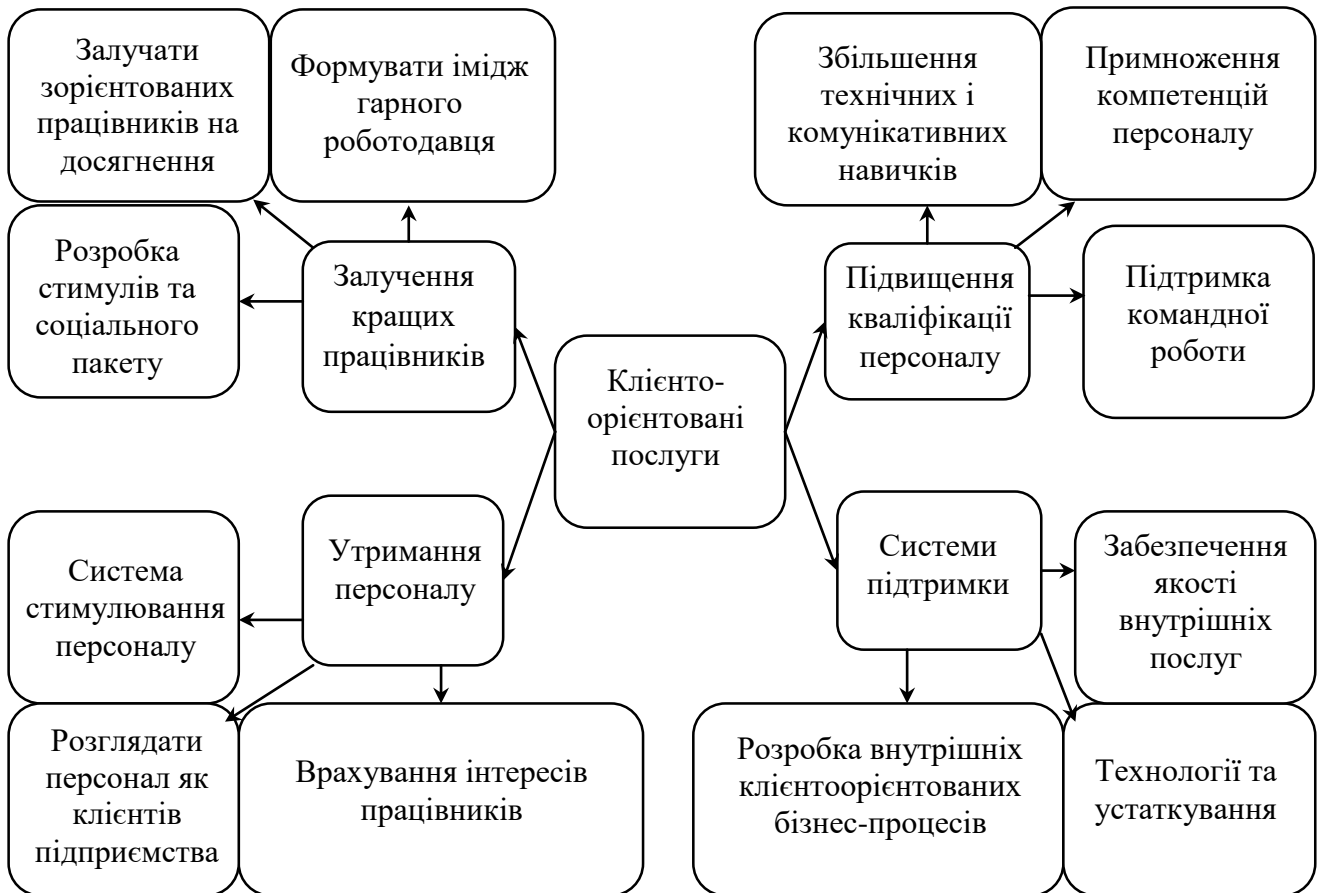 Залучати
зорієнтованих
працівників на
досягнення
Формувати імідж
гарного
роботодавця
Збільшення
технічних і
комунікативних
навичків
Примноження
компетенцій
персоналу
Розробка
стимулів та
соціального
пакету
Залучення
кращих
працівників
Підвищення
кваліфікації
персоналу
Підтримка
командної
роботи
Клієнто-
орієнтовані
послуги
Система
стимулювання
персоналу
Утримання
персоналу
Системи
підтримки
Забезпечення
якості
внутрішніх
послуг
Розглядати
персонал як
клієнтів
підприємства
Врахування інтересів
працівників
Розробка внутрішніх
клієнтоорієнтованих
бізнес-процесів
Технології та
устаткування